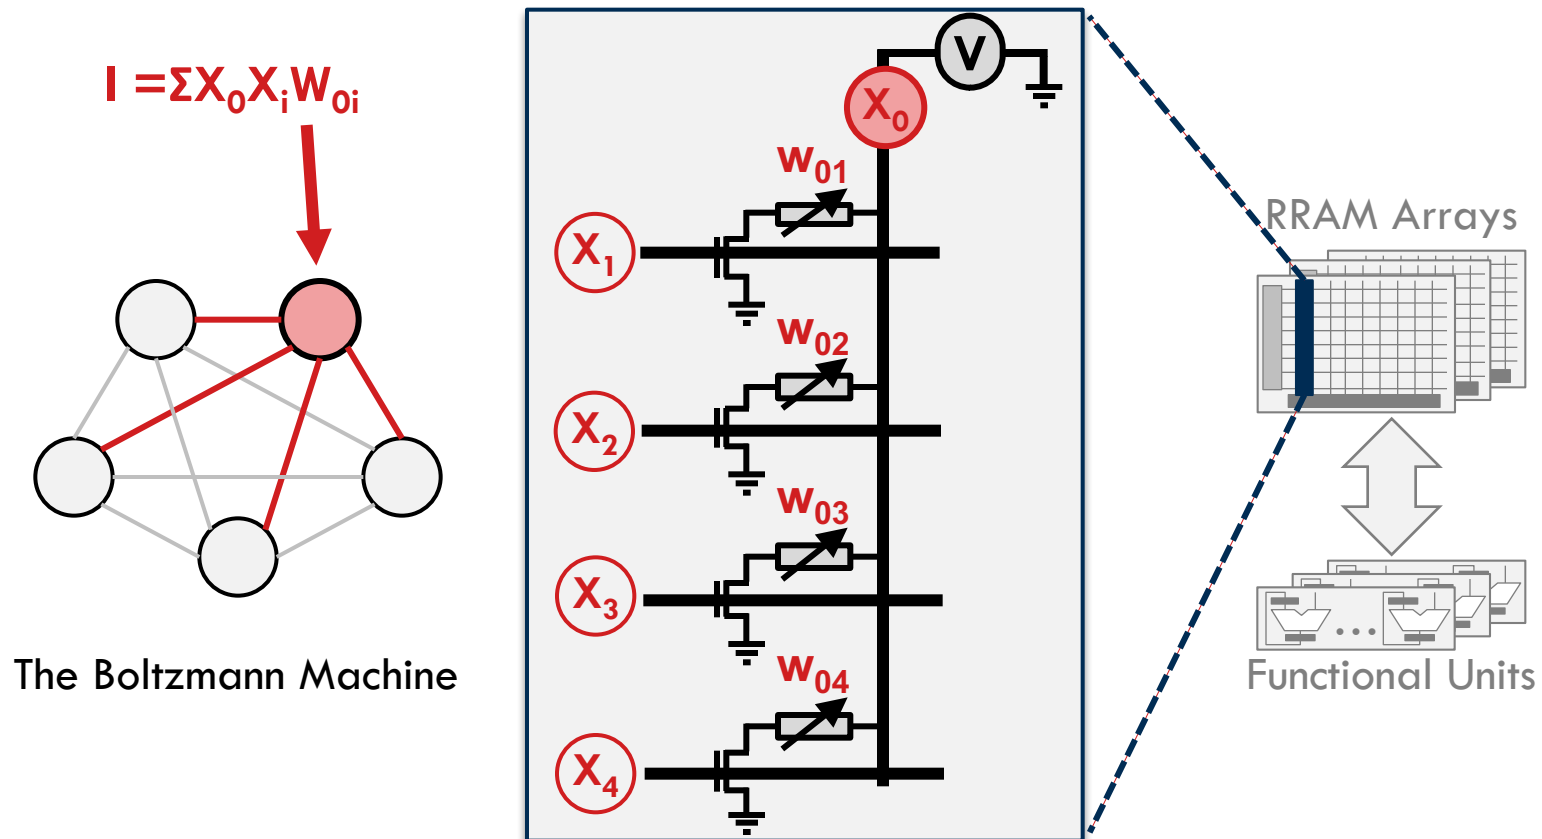 I =ΣX₀XᵢW₀ᵢ
The Boltzmann Machine
V
X₀
W₀₁
X₁
W₀₂
X₂
W₀₃
X₃
W₀₄
X₄
RRAM Arrays
Functional Units